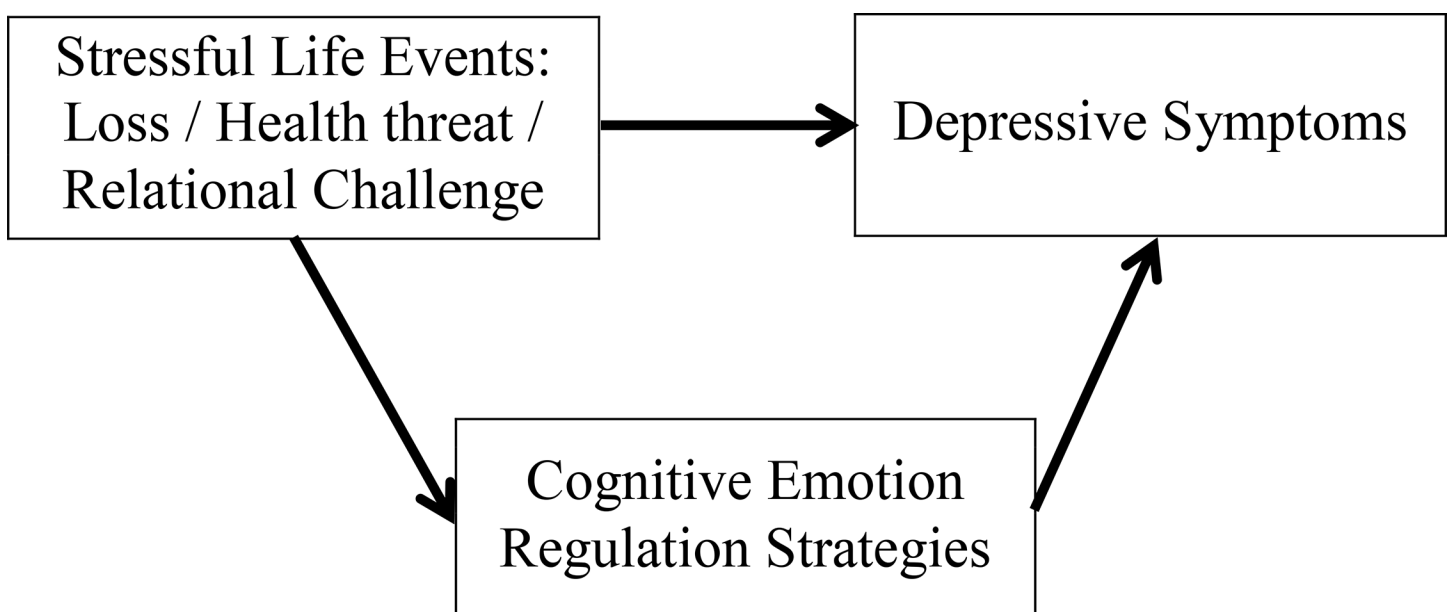 Stressful Life Events:
Loss / Health threat /
Relational Challenge
Depressive Symptoms
Cognitive Emotion
Regulation Strategies